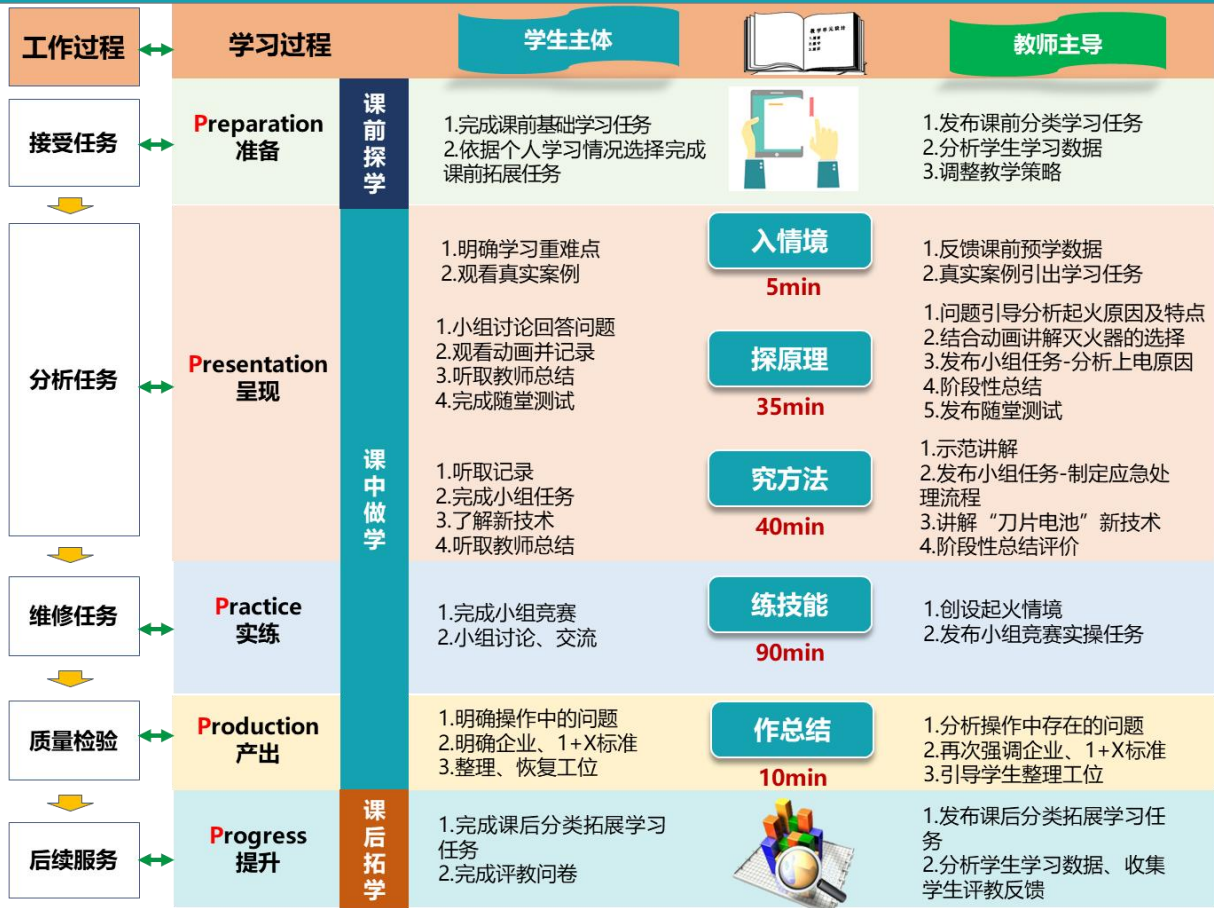 工作过程
学习过程
学生主体
教学单元设计
教师主导
接受任务
Preparation
准备
课前探学
1.完成课前基础学习任务
2.依据个人学习情况选择完成
课前拓展任务
1.发布课前分类学习任务
2.分析学生学习数据
3.调整教学策略
分析任务
Presentation
呈现
课中做学
1.明确学习重难点
2.观看真实案例
入情境
5min
1.反馈课前预学数据
2.真实案例引出学习任务
1.小组讨论回答问题
2.观看动画并记录
3.听取教师总结
4.完成随堂测试
探原理
35min
1.问题引导分析起火原因及特点
2.结合动画讲解灭火器的选择
3.发布小组任务-分析上电原因
4.阶段性总结
5.发布随堂测试
1.听取记录
2.完成小组任务
3.了解新技术
4.听取教师总结
究方法
40min
1.示范讲解
2.发布小组任务-制定应急处
理流程
3.讲解“刀片电池”新技术
4.阶段性总结评价
维修任务
Practice
实练
1.完成小组竞赛
2.小组讨论、交流
练技能
90min
1.创设起火情境
2.发布小组竞赛实操任务
质量检验
Production
产出
1.明确操作中的问题
2.明确企业、1+X标准
3.整理、恢复工位
作总结
10min
1.分析操作中存在的问题
2.再次强调企业、1+X标准
3.引导学生整理工位
后续服务
Progress
提升
课后拓学
1.完成课后分类拓展学习
任务
2.完成评教问卷
1.发布课后分类拓展学习任
务
2.分析学生学习数据、收集
学生评教反馈